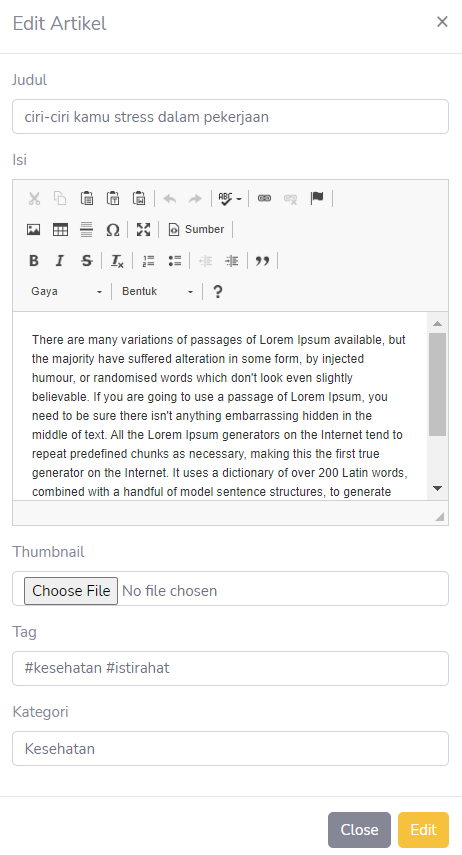 Edit Artikel ×
Judul
ciri-ciri kamu stress dalam pekerjaan
Isi
ABC
Ω Sumber
B I S Tx
Gaya Bentuk ?
There are many variations of passages of Lorem Ipsum available, but
the majority have suffered alteration in some form, by injected
humour, or randomised words which don't look even slightly
believable. If you are going to use a passage of Lorem Ipsum, you
need to be sure there isn't anything embarrassing hidden in the
middle of text. All the Lorem Ipsum generators on the Internet tend to
repeat predefined chunks as necessary, making this the first true
generator on the Internet. It uses a dictionary of over 200 Latin words,
combined with a handful of model sentence structures, to generate
Thumbnail
Choose File No file chosen
Tag
#kesehatan #istirahat
Kategori
Kesehatan
Close Edit